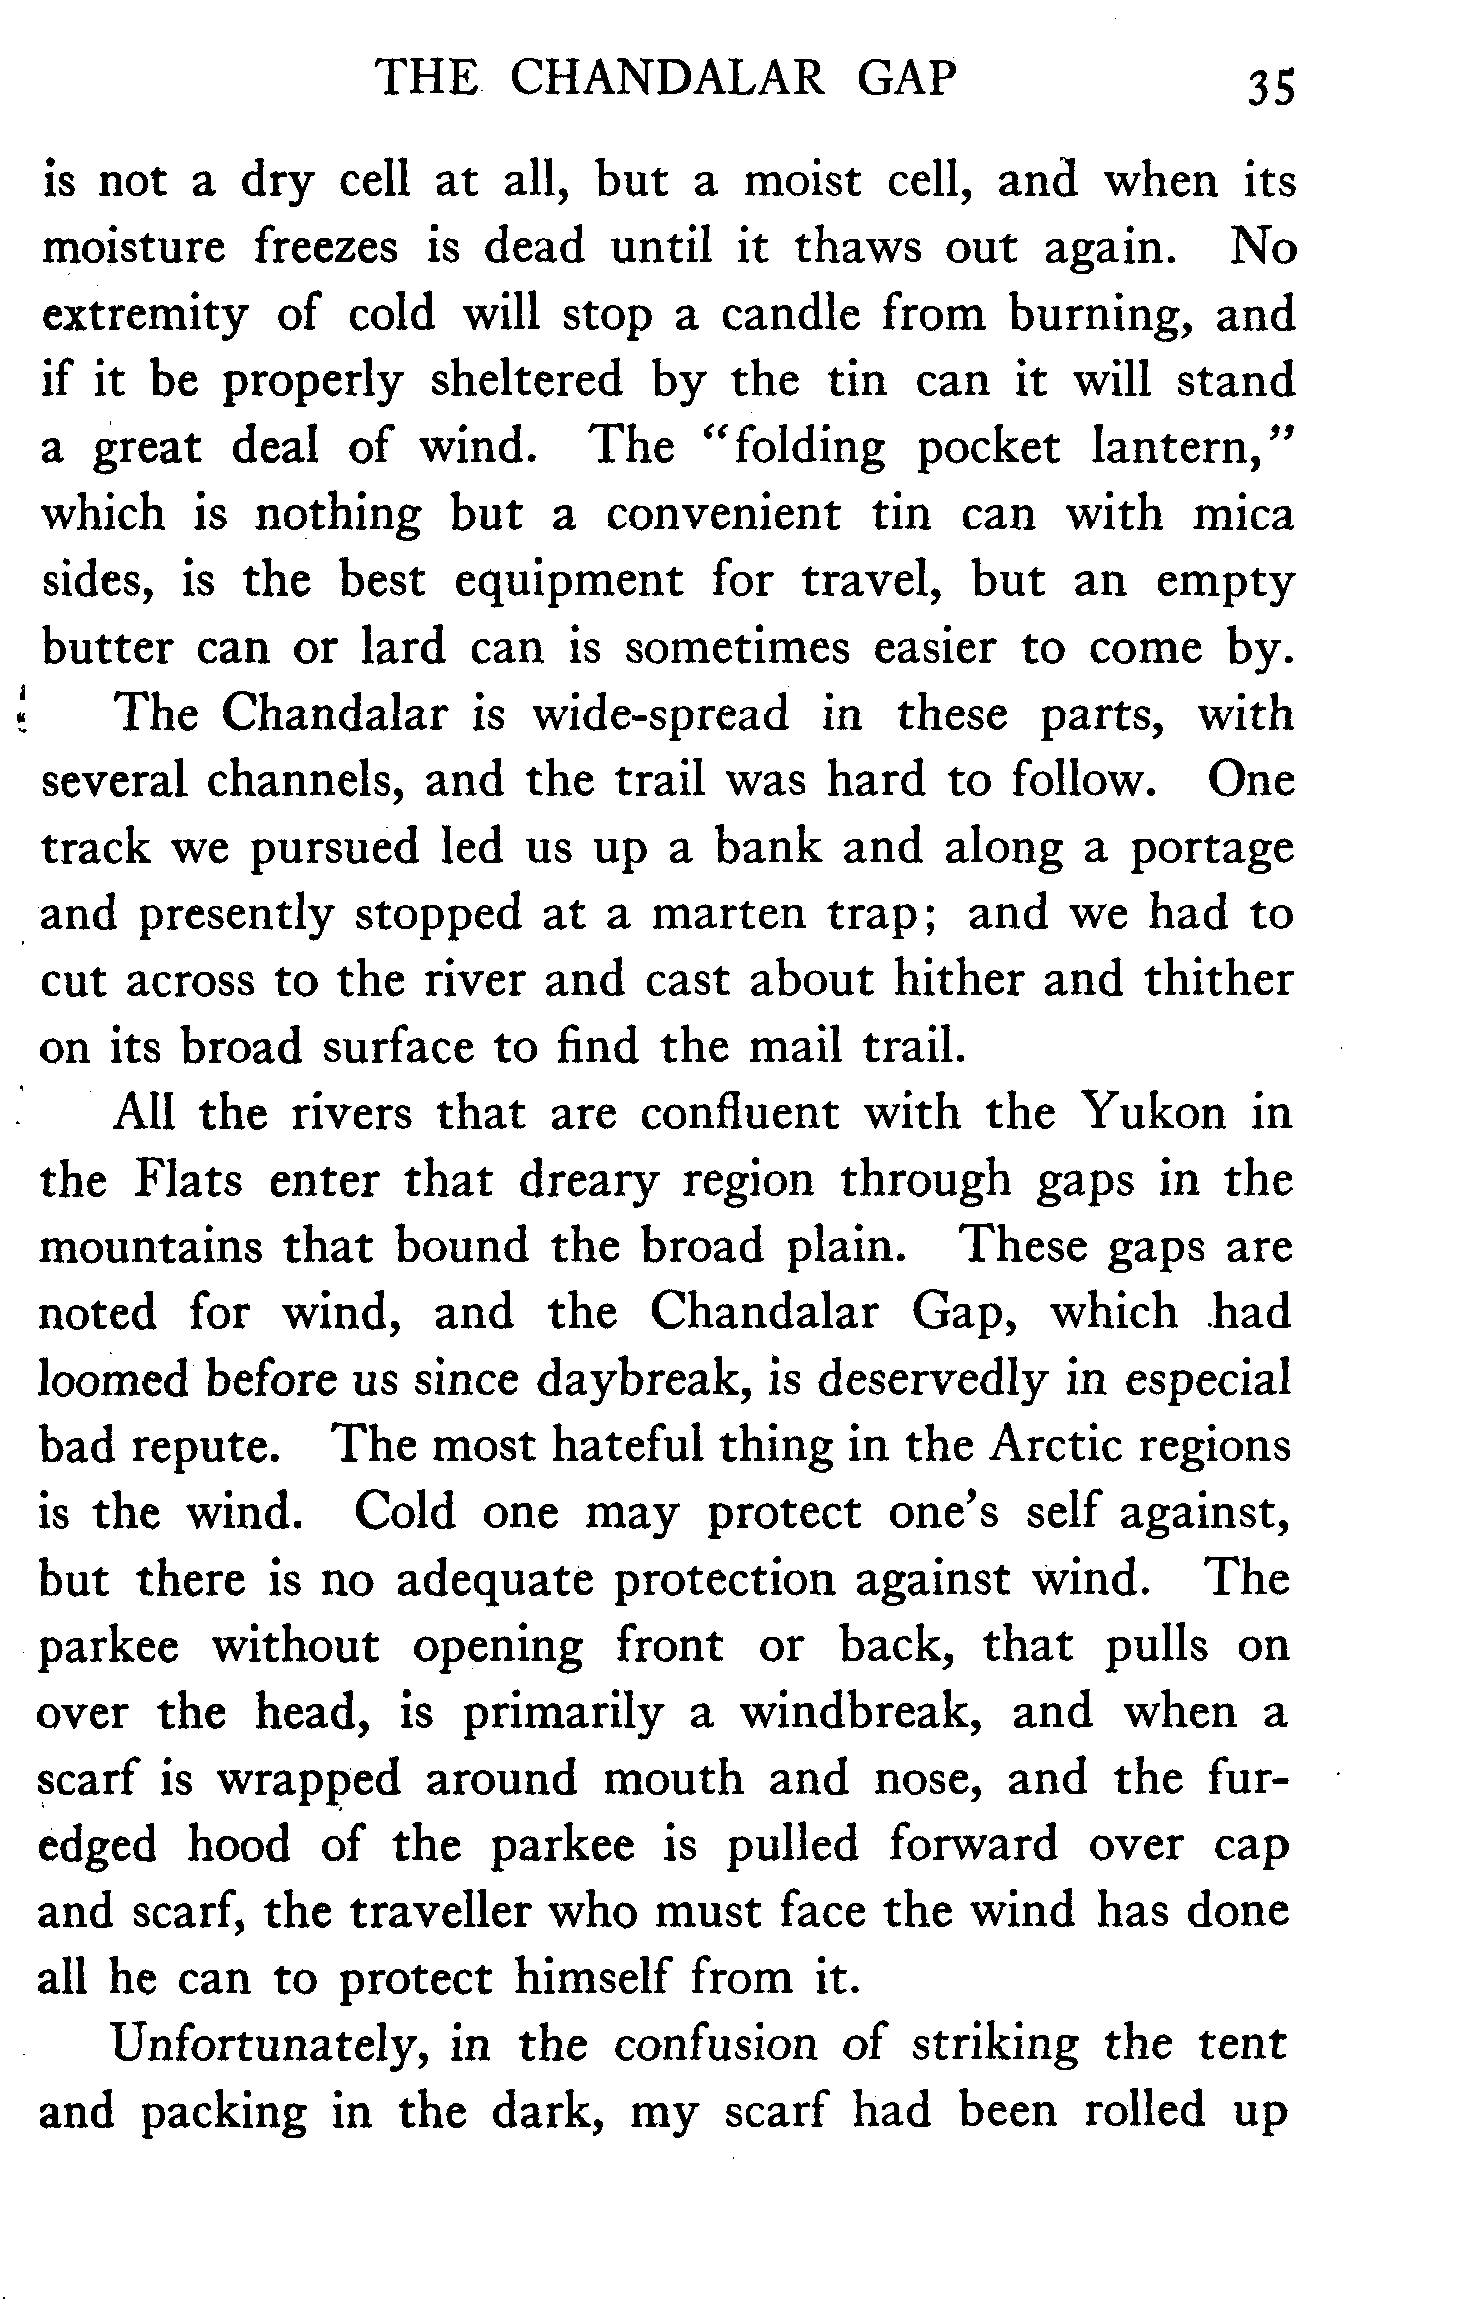 THE CHANDALAR GAP 35
is not a dry cell at all, but a moist cell, and when its
moisture freezes is dead until it thaws out again. No
extremity of cold will stop a candle from burning, and
if it be properly sheltered by the tin can it will stand
a great deal of wind. The “folding pocket lantern,”
which is nothing but a convenient tin can with mica
sides, is the best equipment for travel, but an empty
butter can or lard can is sometimes easier to come by.
The Chandalar is wide-spread in these parts, with
several channels, and the trail was hard to follow. One
track we pursued led us up a bank and along a portage
and presently stopped at a marten trap; and we had to
cut across to the river and cast about hither and thither
on its broad surface to find the mail trail.
All the rivers that are confluent with the Yukon in
the Flats enter that dreary region through gaps in the
mountains that bound the broad plain. These gaps are
noted for wind, and the Chandalar Gap, which had
loomed before us since daybreak, is deservedly in especial
bad repute. The most hateful thing in the Arctic regions
is the wind. Cold one may protect one’s self against,
but there is no adequate protection against wind. The
parkee without opening front or back, that pulls on
over the head, is primarily a windbreak, and when a
scarf is wrapped around mouth and nose, and the fur-
edged hood of the parkee is pulled forward over cap
and scarf, the traveller who must face the wind has done
all he can to protect himself from it.
Unfortunately, in the confusion of striking the tent
and packing in the dark, my scarf had been rolled up